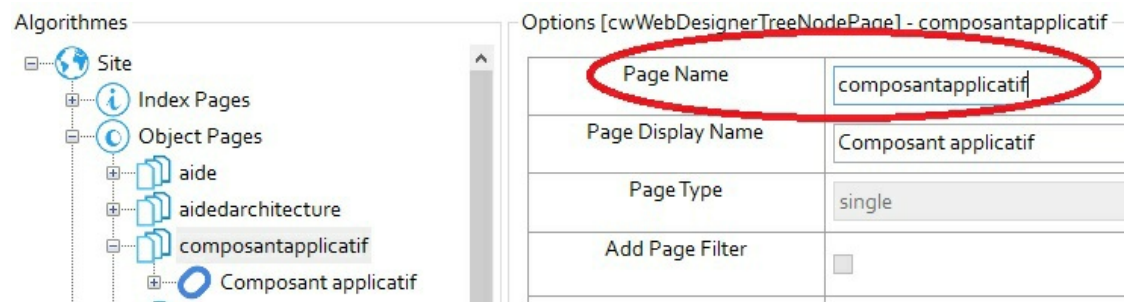 Algorithmes
Site
Index Pages
Object Pages
aide
aidedarchitecture
composantapplicatif
Composant applicatif
Options [cwWebDesignerTreeNodePage] - composantapplicatif
Page Name
composantapplicatif
Page Display Name
Composant applicatif
Page Type
single
Add Page Filter